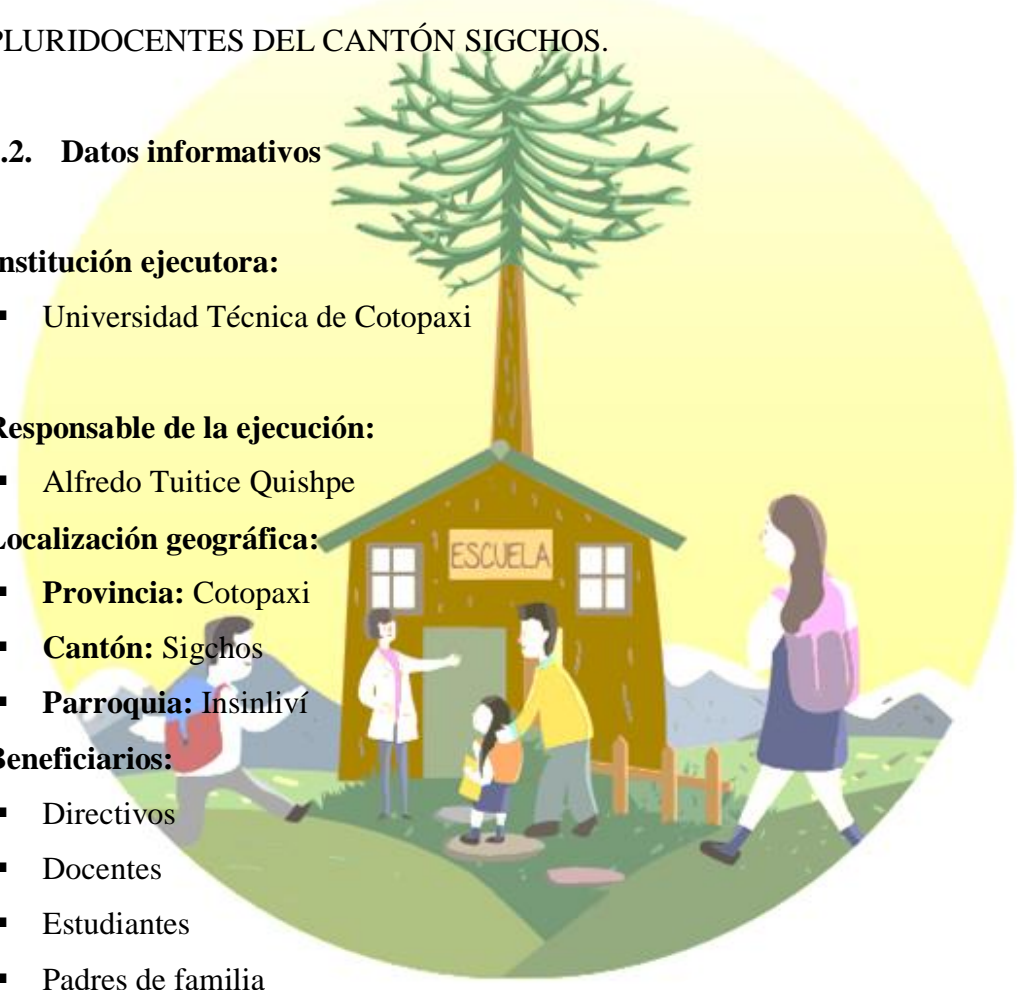 PLURIDOCENTES DEL CANTÓN SIGCHOS.
.2. Datos informativos
nstitución ejecutora:
▪ Universidad Técnica de Cotopaxi
Responsable de la ejecución:
▪ Alfredo Tuitice Quishpe
Localización geográfica:
ESCUELA
▪ Provincia: Cotopaxi
▪ Cantón: Sigchos
▪ Parroquia: Insinliví
Beneficiarios:
▪ Directivos
▪ Docentes
▪ Estudiantes
▪ Padres de familia